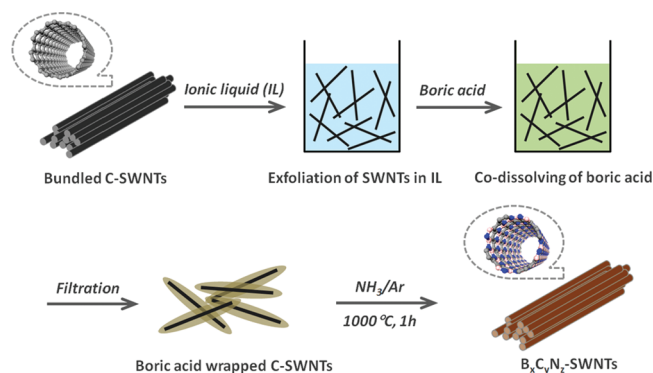 Ionic liquid (IL)
Boric acid
Bundled C-SWNTs
Exfoliation of SWNTs in IL
Co-dissolving of boric acid
Filtration
NH₃/Ar
1000°C, 1h
Boric acid wrapped C-SWNTs
BₓCᵧN₂-SWNTs